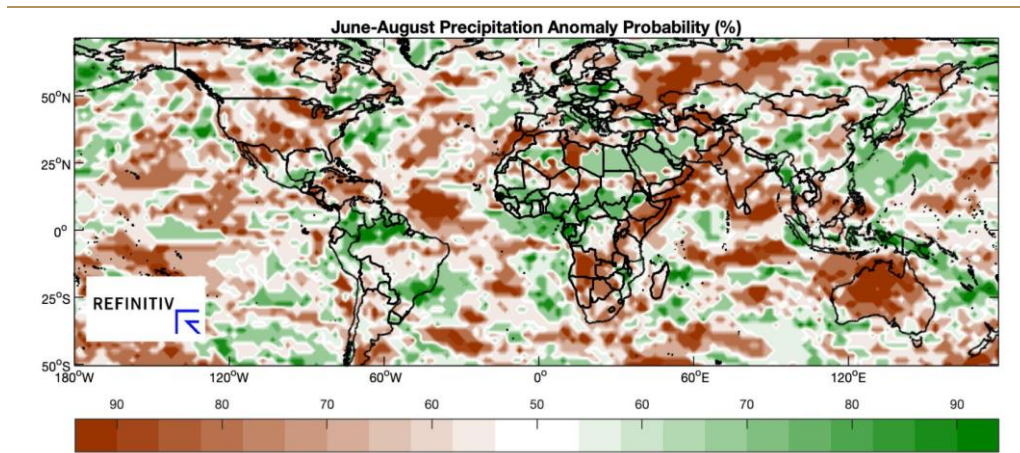 June-August Precipitation Anomaly Probability (%)
50°N
25°N
0°
25°S
50°S
REFINITIV
180°W 120°W 60°W 0° 60°E 120°E
90 80 70 60 50 60 70 80 90